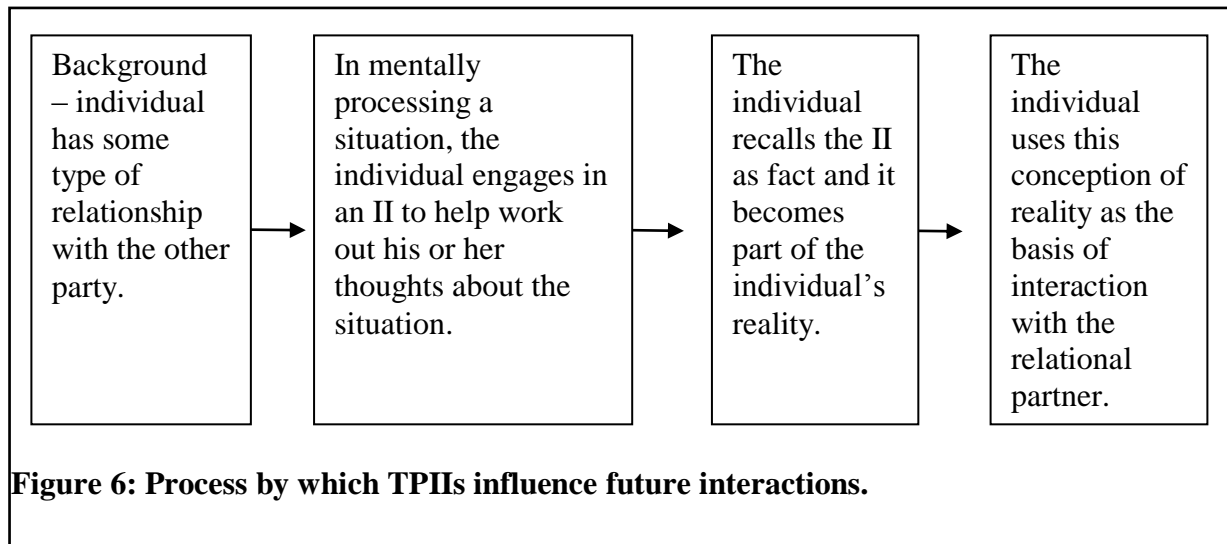 Background
– individual
has some
type of
relationship
with the other
party.
In mentally
processing a
situation, the
individual engages in
an II to help work
out his or her
thoughts about the
situation.
The
individual
recalls the II
as fact and it
becomes
part of the
individual’s
reality.
The
individual
uses this
conception of
reality as the
basis of
interaction
with the
relational
partner.
Figure 6: Process by which TPIIs influence future interactions.